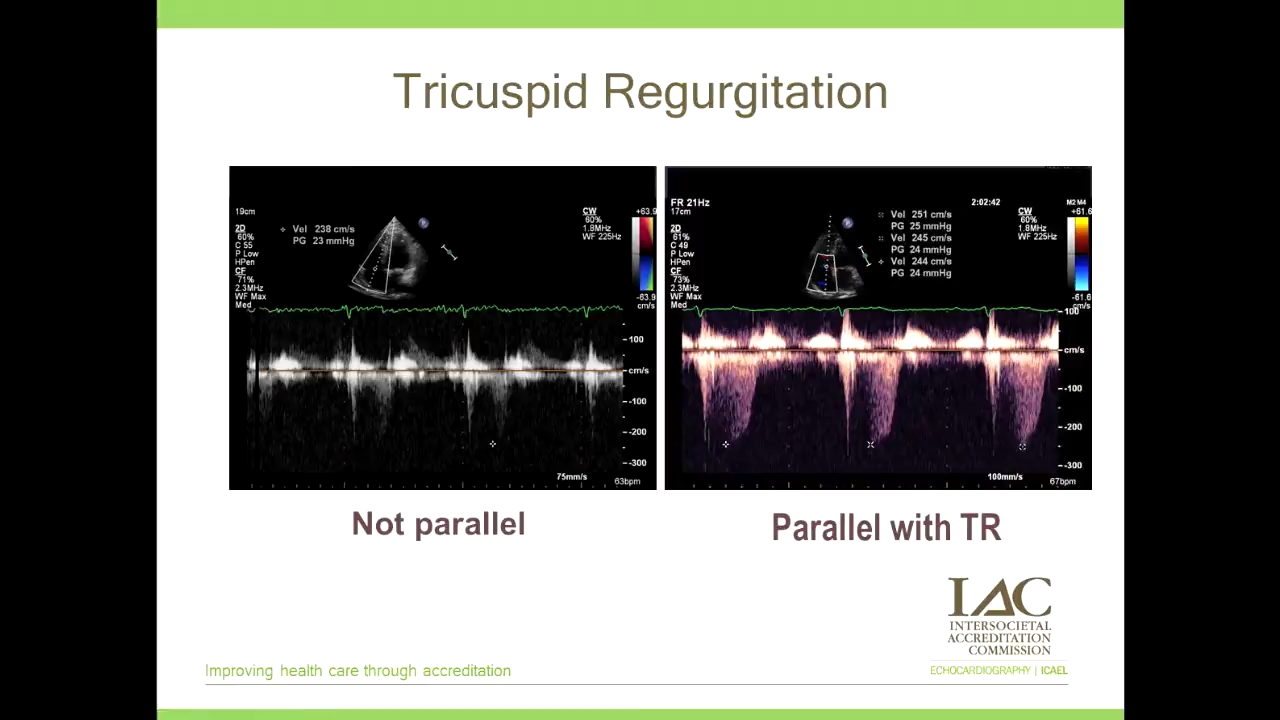 Tricuspid Regurgitation
19cm
2D
60%
C 55
P Low
HPen
CF
71%
2.3MHz
WF Max
Med
Vel 238 cm/s
PG 23 mmHg
CW
60%
1.8MHz
WF 225Hz
+63.9
-63.9
cm/s
100
cm/s
-100
-200
-300
75mm/s
63bpm
FR 21Hz
17cm
2D
61%
C 49
P Low
HPen
CF
73%
2.3MHz
WF Max
Med
Vel 251 cm/s
PG 25 mmHg
Vel 245 cm/s
PG 24 mmHg
Vel 244 cm/s
PG 24 mmHg
2:02:42
CW
60%
1.8MHz
WF 225Hz
M2 M4
+61.6
-61.6
cm/s
100
cm/s
-100
-200
-300
100mm/s
67bpm
Not parallel
Parallel with TR
IAC
INTERSOCIETAL
ACCREDITATION
COMMISSION
ECHOCARDIOGRAPHY | ICAEL
Improving health care through accreditation